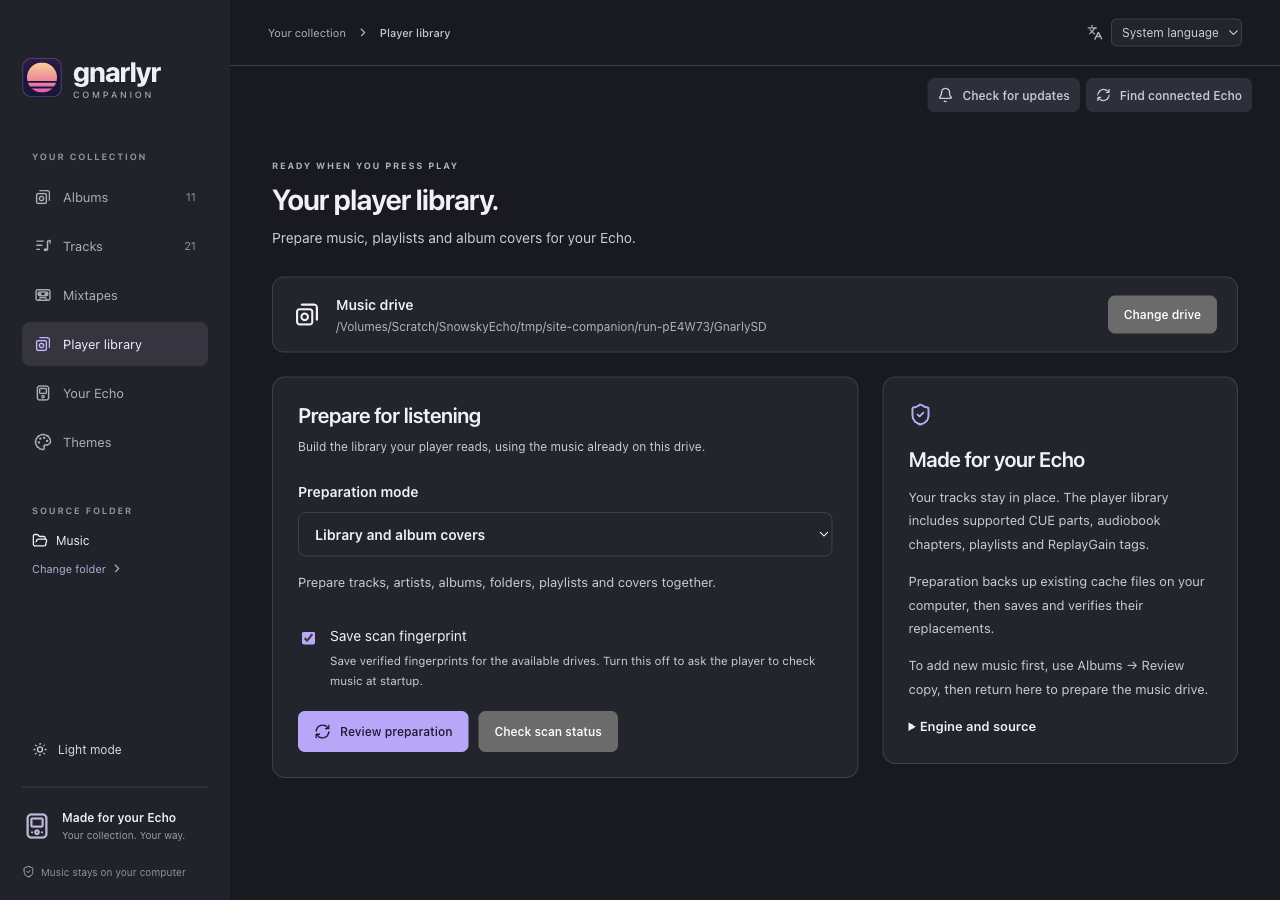 Your collection > Player library
System language
gnarlyr
COMPANION
Check for updates
Find connected Echo
YOUR COLLECTION
Albums 11
Tracks 21
Mixtapes
Player library
Your Echo
Themes
SOURCE FOLDER
Music
Change folder >
Light mode
Made for your Echo
Your collection. Your way.
Music stays on your computer
READY WHEN YOU PRESS PLAY
Your player library.
Prepare music, playlists and album covers for your Echo.
Music drive
/Volumes/Scratch/SnowskyEcho/tmp/site-companion/run-pE4W73/GnarlySD
Change drive
Prepare for listening
Build the library your player reads, using the music already on this drive.
Preparation mode
Library and album covers
Prepare tracks, artists, albums, folders, playlists and covers together.
Save scan fingerprint
Save verified fingerprints for the available drives. Turn this off to ask the player to check
music at startup.
Review preparation
Check scan status
Made for your Echo
Your tracks stay in place. The player library
includes supported CUE parts, audiobook
chapters, playlists and ReplayGain tags.
Preparation backs up existing cache files on your
computer, then saves and verifies their
replacements.
To add new music first, use Albums → Review
copy, then return here to prepare the music drive.
Engine and source